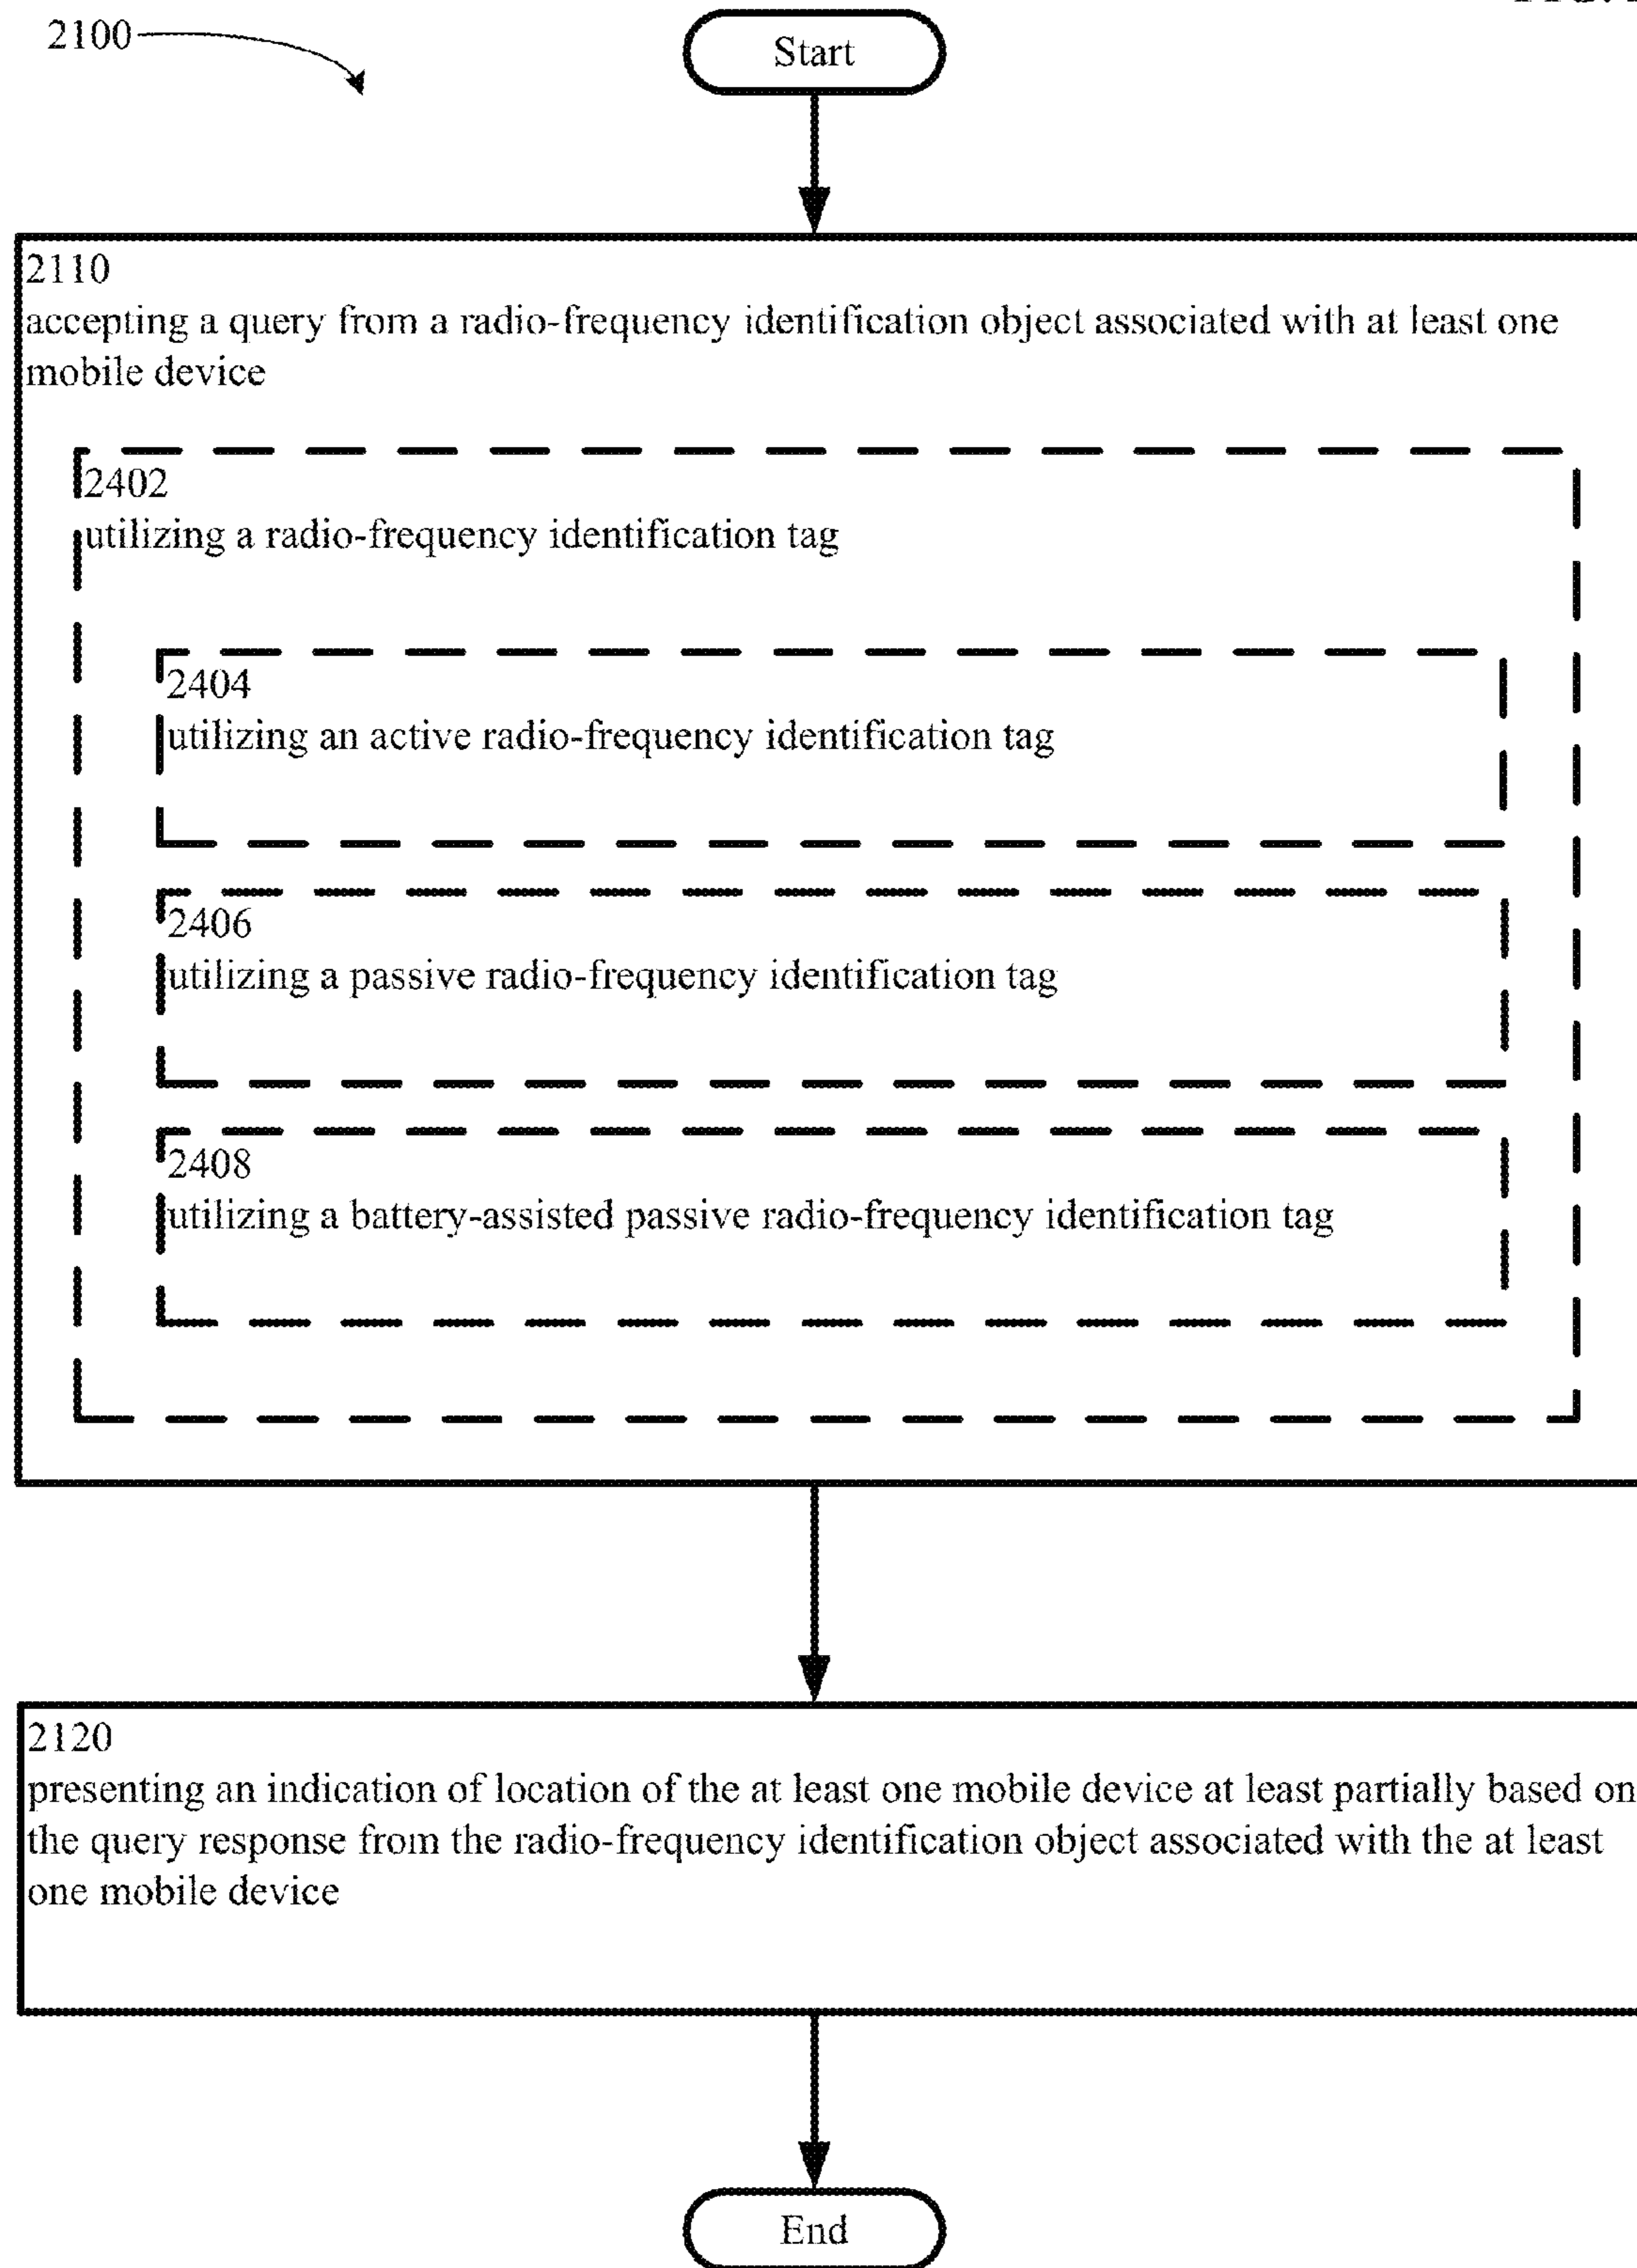 2100
Start
2110
accepting a query from a radio-frequency identification object associated with at least one
mobile device
2402
utilizing a radio-frequency identification tag
2404
utilizing an active radio-frequency identification tag
2406
utilizing a passive radio-frequency identification tag
2408
utilizing a battery-assisted passive radio-frequency identification tag
2120
presenting an indication of location of the at least one mobile device at least partially based on
the query response from the radio-frequency identification object associated with the at least
one mobile device
End